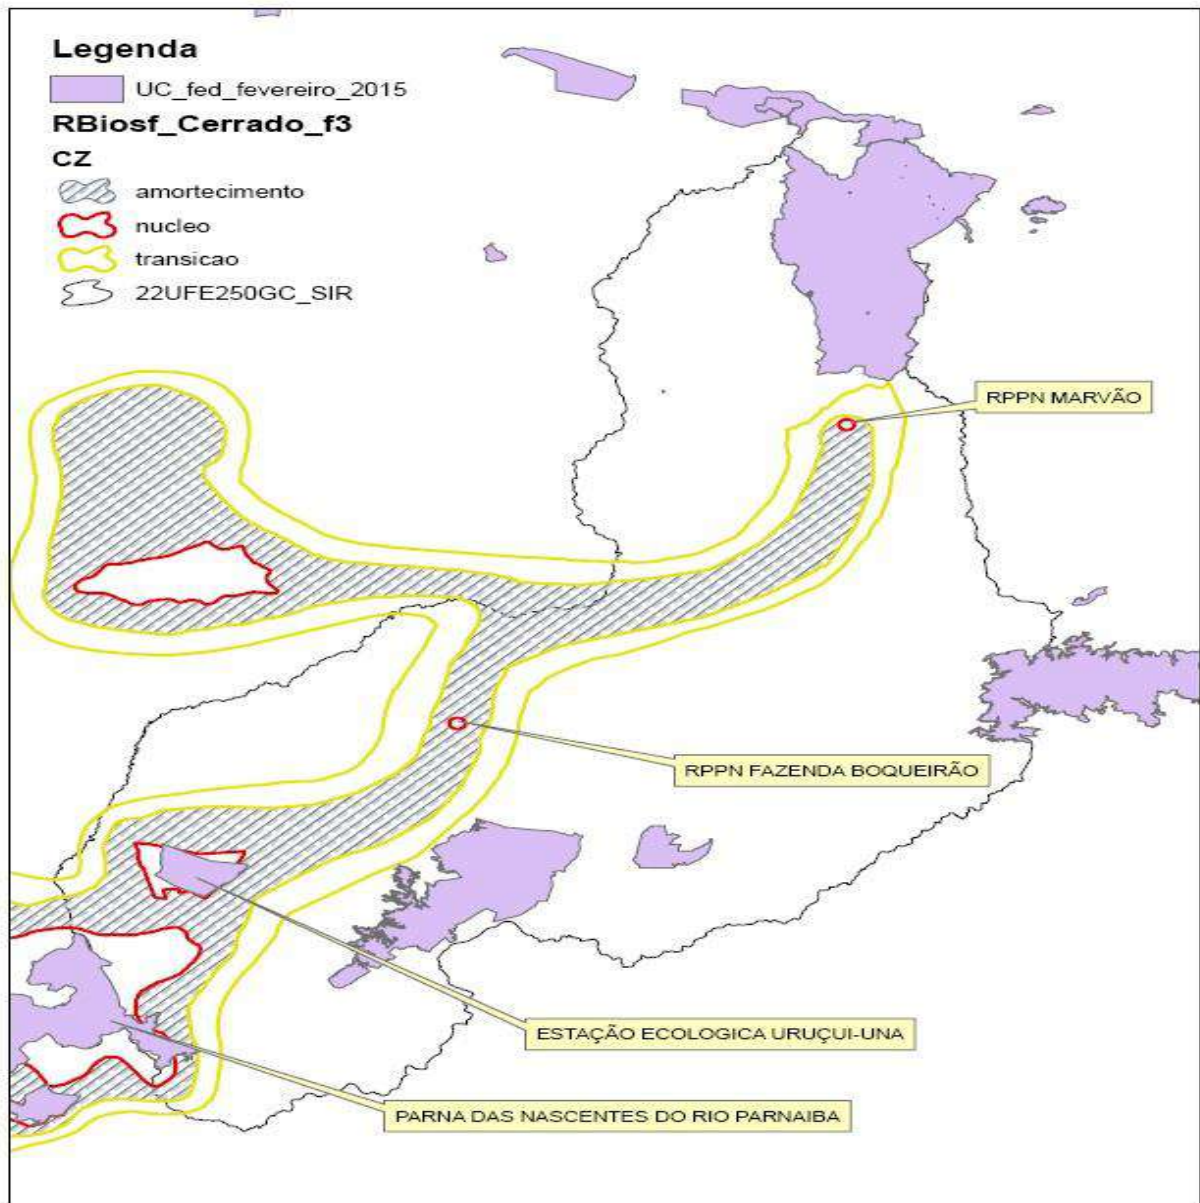 Legenda
UC_fed_fevereiro_2015
RBiosf_Cerrado_f3
CZ
amortecimento
nucleo
transicao
22UFE250GC_SIR
RPPN MARVÃO
RPPN FAZENDA BOQUEIRÃO
ESTAÇÃO ECOLOGICA URUÇUI-UNA
PARNA DAS NASCENTES DO RIO PARNAIBA